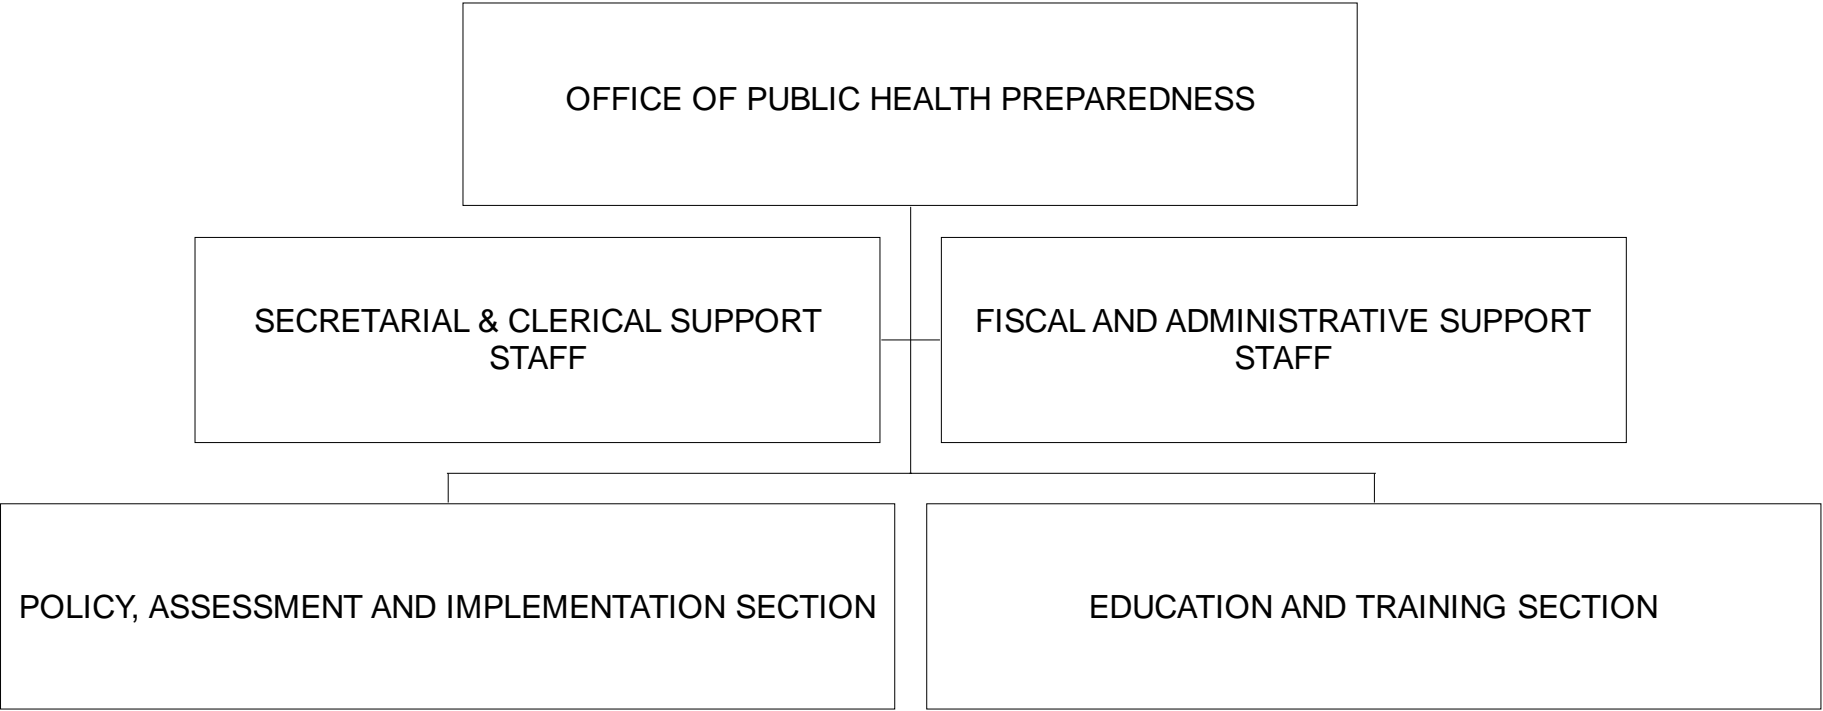 OFFICE OF PUBLIC HEALTH PREPAREDNESS
SECRETARIAL & CLERICAL SUPPORT
STAFF
FISCAL AND ADMINISTRATIVE SUPPORT
STAFF
POLICY, ASSESSMENT AND IMPLEMENTATION SECTION
EDUCATION AND TRAINING SECTION